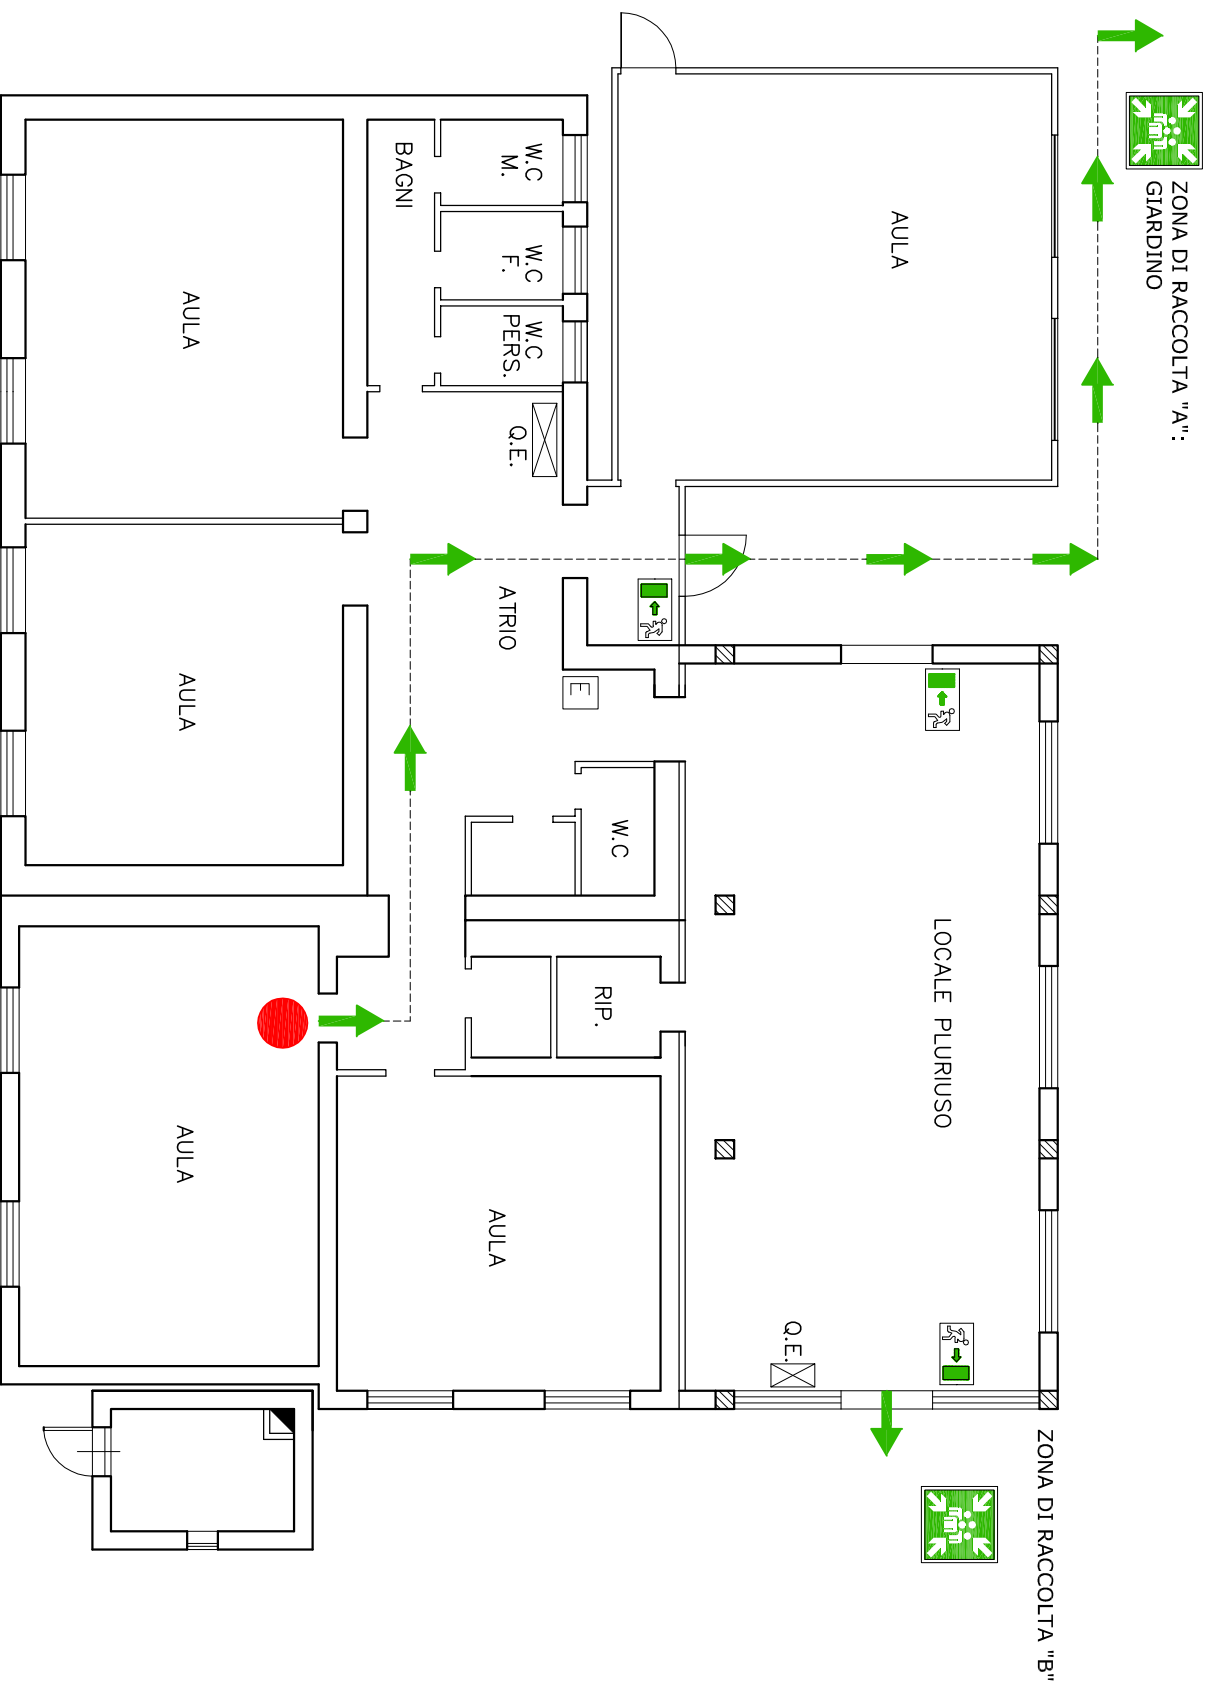 ZONA DI RACCOLTA "A":
GIARDINO
ZONA DI RACCOLTA "B"
LOCALE PLURIUSO
AULA
Q.E.
W.C
RIP.
E
W.C
M.
W.C
F.
W.C
PERS.
Q.E.
ATRIO
AULA
BAGNI
AULA
AULA
AULA